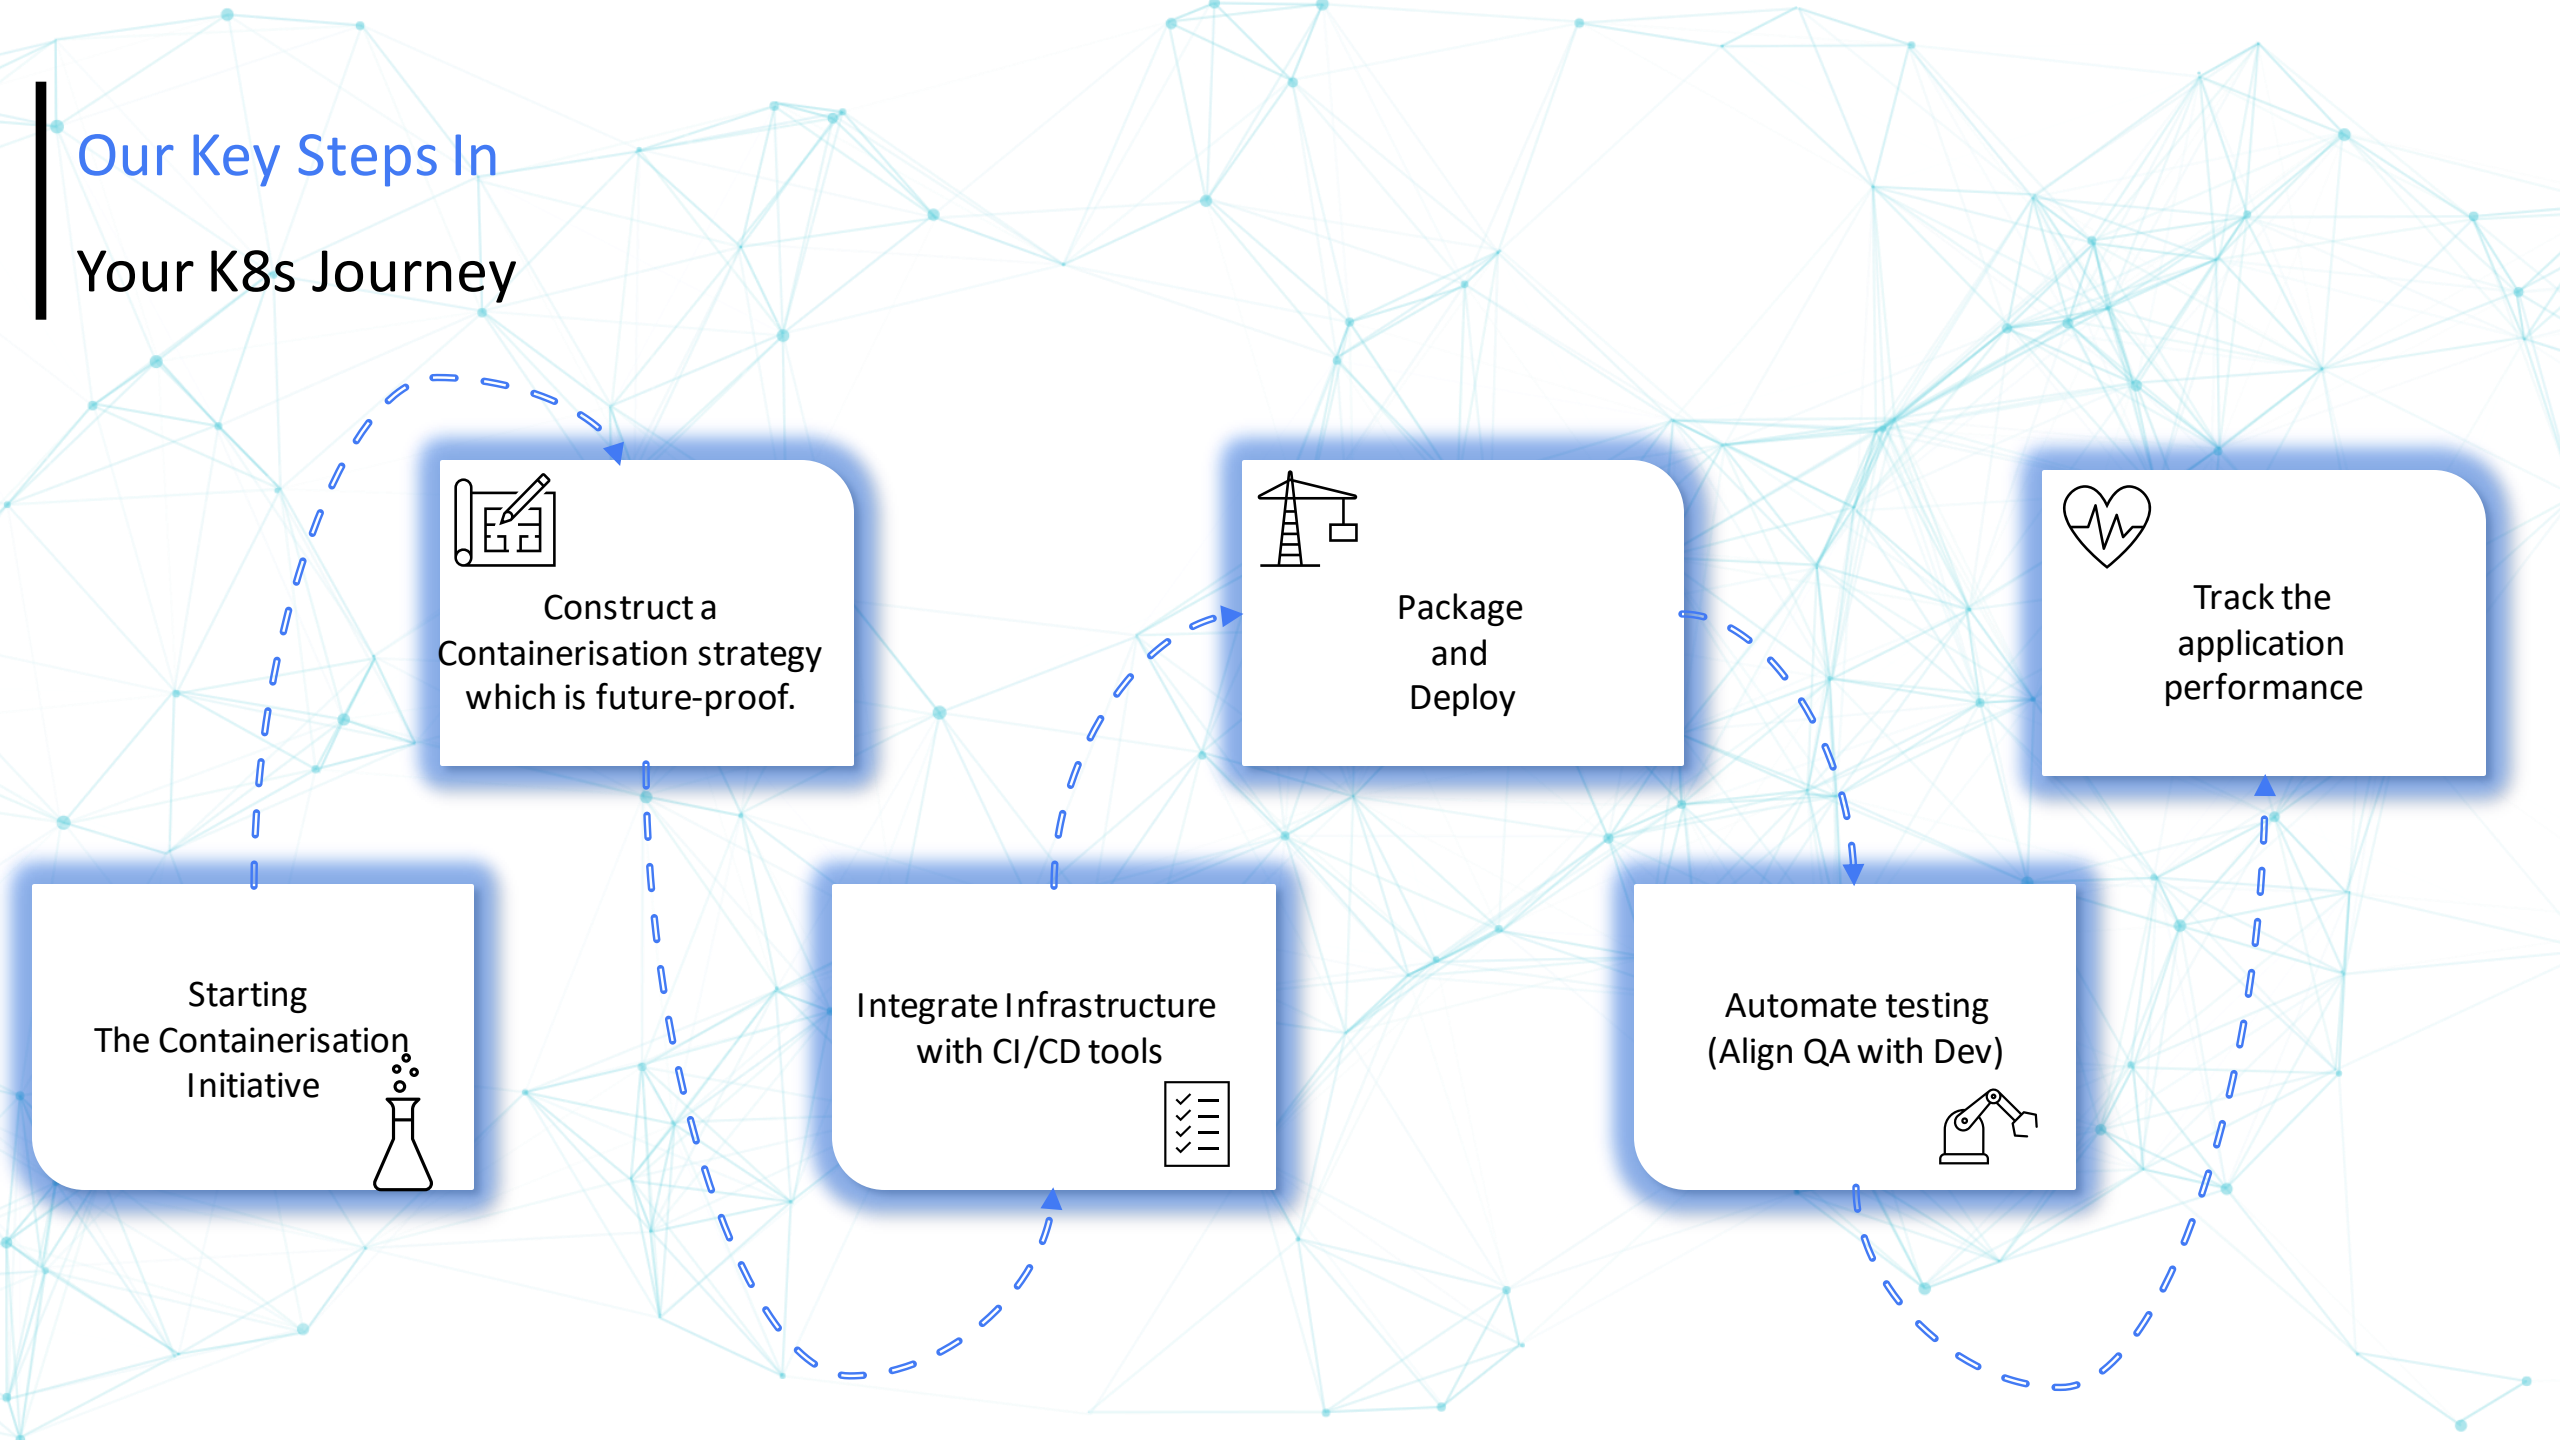 Our Key Steps In
Your K8s Journey
Starting
The Containerisation
Initiative
Construct a
Containerisation strategy
which is future-proof.
Integrate Infrastructure
with CI/CD tools
Package
and
Deploy
Automate testing
(Align QA with Dev)
Track the
application
performance